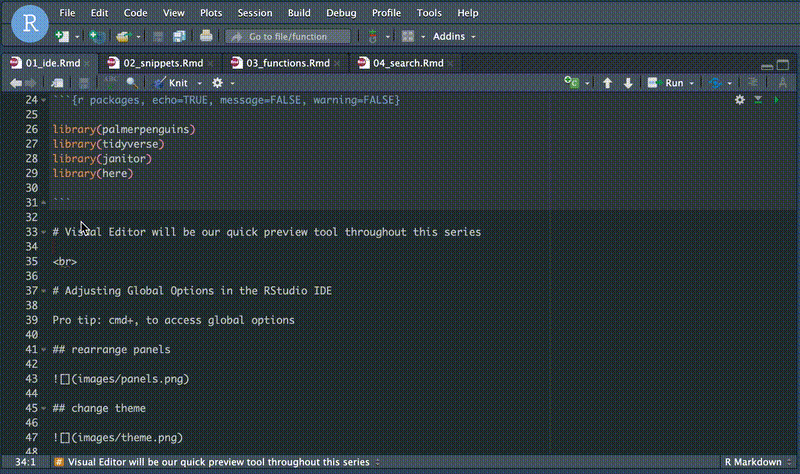 R
File Edit Code View Plots Session Build Debug Profile Tools Help
Go to file/function
Addins
01_ide.Rmd
02_snippets.Rmd
03_functions.Rmd
04_search.Rmd
ABC
Knit
Run
24 ```{r packages, echo=TRUE, message=FALSE, warning=FALSE}
25
26 library(palmerpenguins)
27 library(tidyverse)
28 library(janitor)
29 library(here)
30
31 ```
32
33 # Visual Editor will be our quick preview tool throughout this series
34
35 <br>
36
37 # Adjusting Global Options in the RStudio IDE
38
39 Pro tip: cmd+, to access global options
40
41 ## rearrange panels
42
43 ![](images/panels.png)
44
45 ## change theme
46
47 ![](images/theme.png)
48
34:1 # Visual Editor will be our quick preview tool throughout this series R Markdown